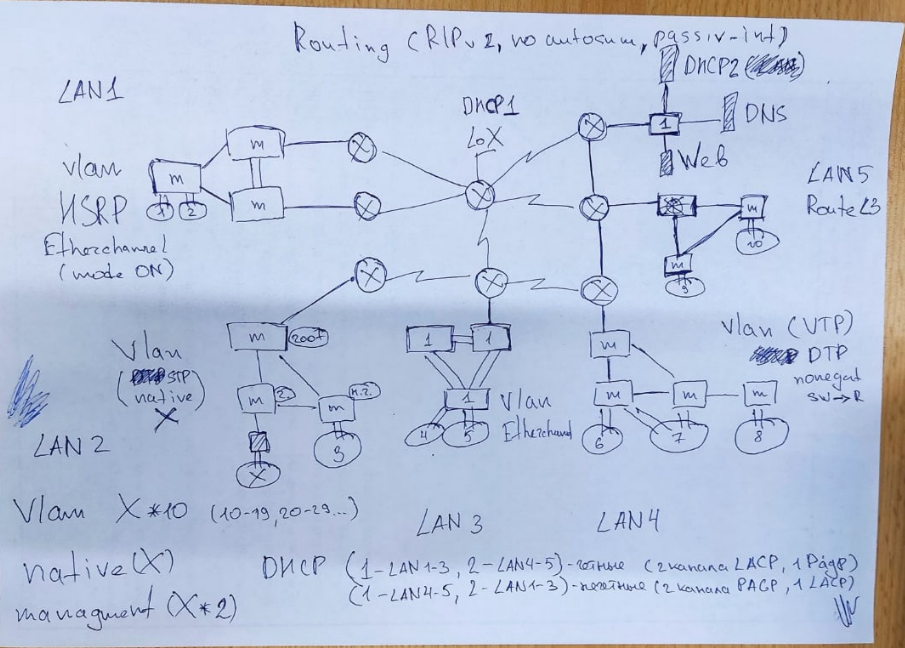 Routing (RIPv2, no autosum, passiv-int)
LAN1
DHCP1
LoX
DHCP2
DNS
Web
1
vlan
HSRP
Etherchannel
(mode ON)
m
m
m
1 2
LAN5
Route L3
m
10
m
9
Vlan
STP
native)
X
m
root
m
2
m
n.2.
X
3
LAN 2
1
1
1
4 5
Vlan
Etherchannel
LAN 3
vlan (VTP)
DTP
nonegot
SW→R
m
m
m
m
6
7
8
LAN4
Vlan X*10 (10-19, 20-29...)
native (X)
managment (X*2)
DHCP (1-LAN1-3, 2-LAN4-5)-четные (2 канала LACP, 1 PAgP)
(1-LAN4-5, 2-LAN1-3)-нечетные (2 канала PAGP, 1 LACP)